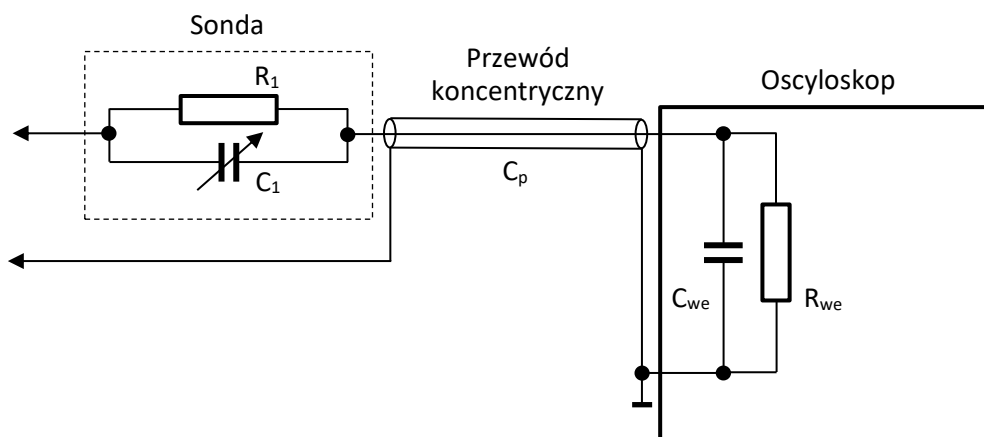 Sonda
Przewód
koncentryczny
Oscyloskop
R₁
C₁
Cₚ
Cwe
Rwe